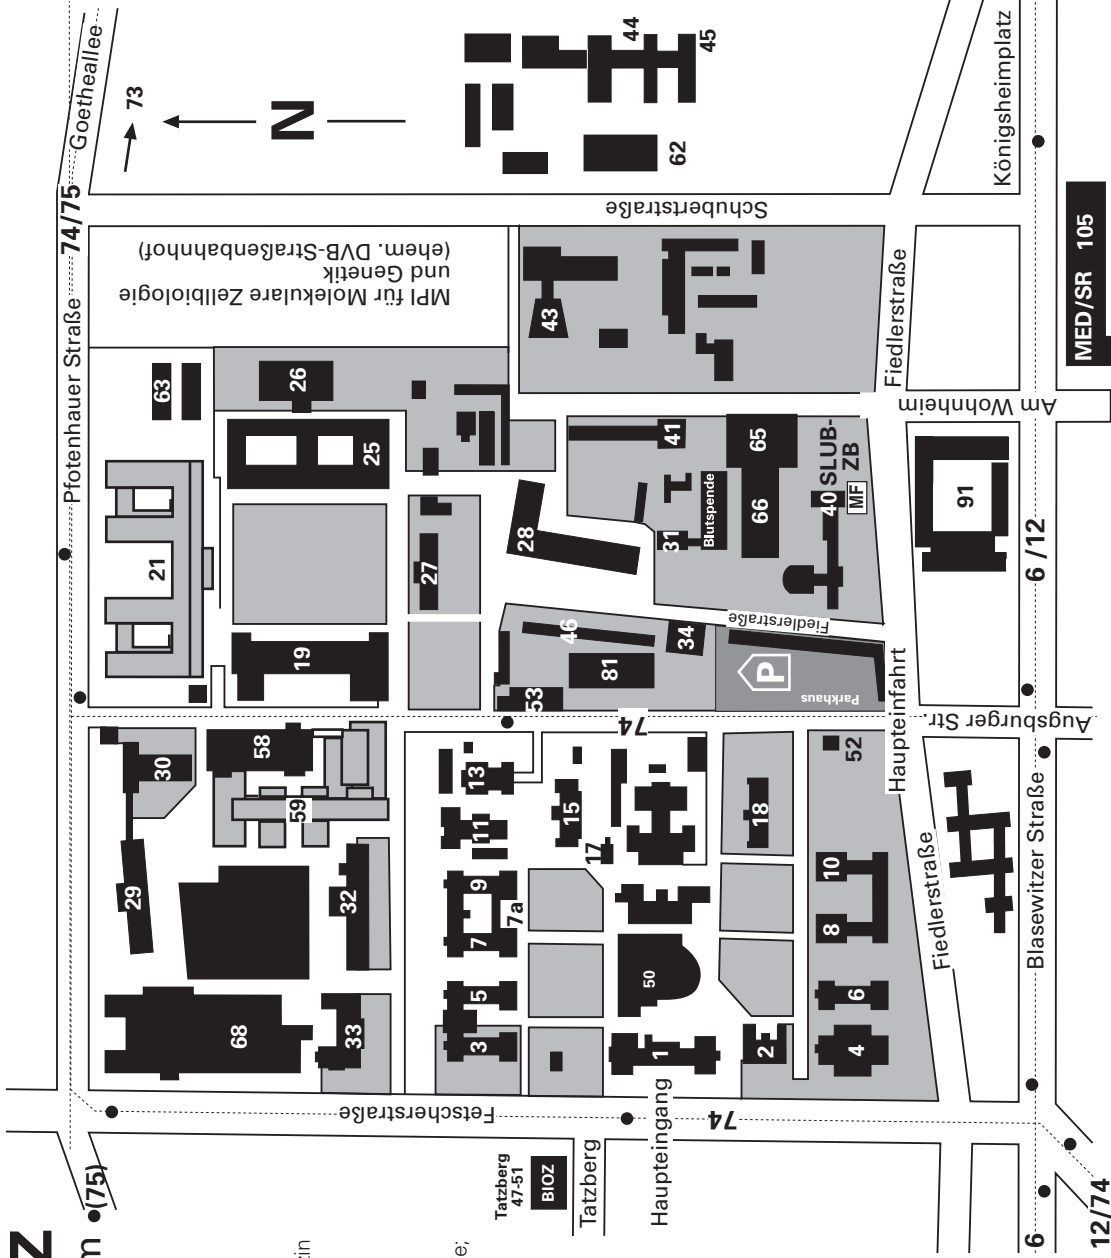 Goetheallee
73
N
74/75
Pfotenhauer Straße
44
45
62
Königsheimplatz
Schubertstraße
MPI für Molekulare Zellbiologie
und Genetik
(ehem. DVB-Straßenbahnhof)
MED/SR 105
43
Fiedlerstraße
Am Wohnheim
63
26
25
21
41
65
SLUB-
ZB
40
MF
66
Blutspende
31
28
27
91
6 /12
19
46
34
81
53
Fiedlerstraße
P
Parkhaus
Haupteinfahrt
Augsburger Str.
74
30
58
59
29
32
13
11
15
17
18
52
9
7
7a
10
8
Fiedlerstraße
Blasewitzer Straße
68
33
5
3
50
1
2
6
4
Fetscherstraße
74
Haupteingang
Tatzberg
Tatzberg
47-51
BIOZ
(75)
Z
m
zin
e;
6
12/74